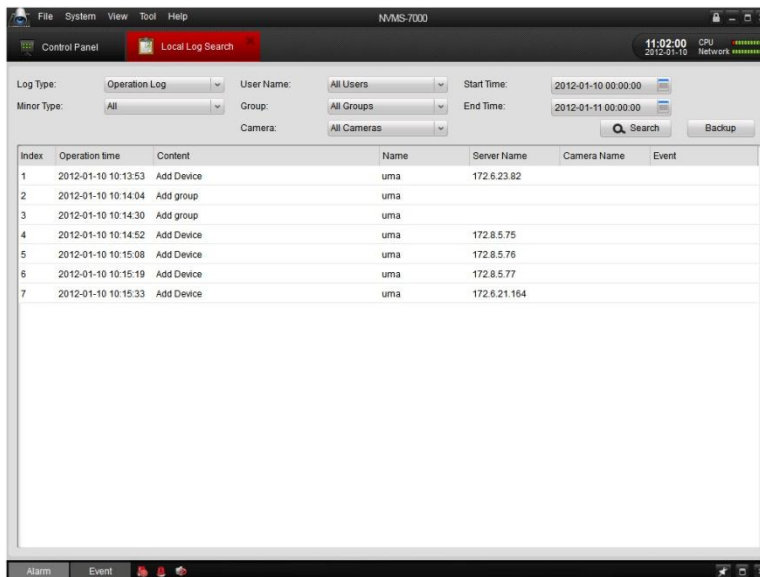 File System View Tool Help NVMS-7000
Control Panel Local Log Search 11:02:00 CPU
2012-01-10 Network
Log Type: Operation Log User Name: All Users Start Time: 2012-01-10 00:00:00
Minor Type: All Group: All Groups End Time: 2012-01-11 00:00:00
Camera: All Cameras Search Backup
Index Operation time Content Name Server Name Camera Name Event
1 2012-01-10 10:13:53 Add Device uma 172.6.23.82
2 2012-01-10 10:14:04 Add group uma
3 2012-01-10 10:14:30 Add group uma
4 2012-01-10 10:14:52 Add Device uma 172.8.5.75
5 2012-01-10 10:15:08 Add Device uma 172.8.5.76
6 2012-01-10 10:15:19 Add Device uma 172.8.5.77
7 2012-01-10 10:15:33 Add Device uma 172.6.21.164
Alarm Event